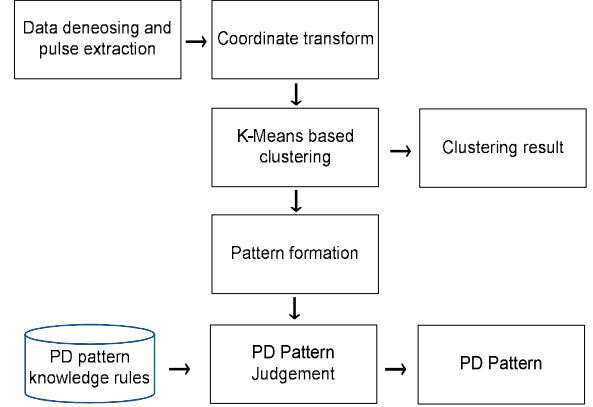 Data deneosing and
pulse extraction
Coordinate transform
K-Means based
clustering
Clustering result
Pattern formation
PD pattern
knowledge rules
PD Pattern
Judgement
PD Pattern